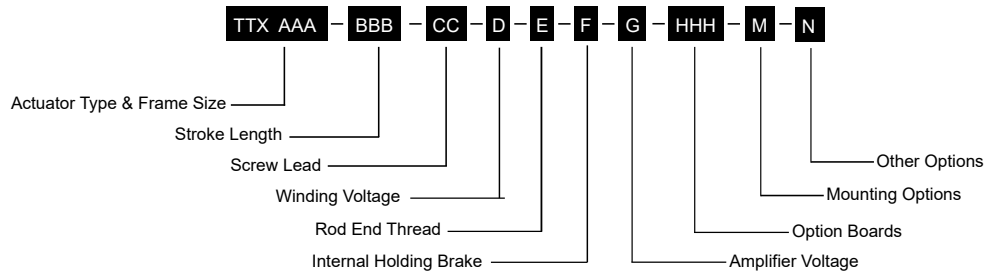 TTX AAA – BBB – CC – D – E – F – G – HHH – M – N
Actuator Type & Frame Size
Stroke Length
Screw Lead
Winding Voltage
Rod End Thread
Internal Holding Brake
Other Options
Mounting Options
Option Boards
Amplifier Voltage